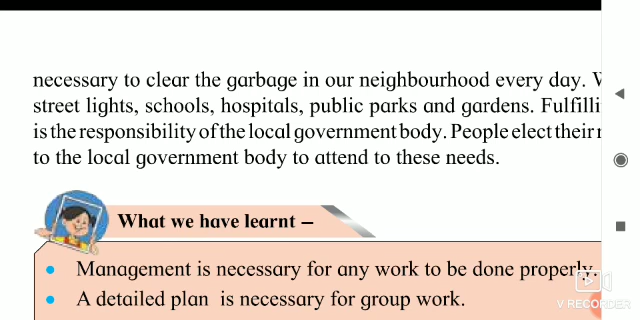 necessary to clear the garbage in our neighbourhood every day.
street lights, schools, hospitals, public parks and gardens.
is the responsibility of the local government body. People elect their
to the local government body to attend to these needs.
What we have learnt –
Management is necessary for any work to be done properly.
A detailed plan is necessary for group work.
V RECORDER